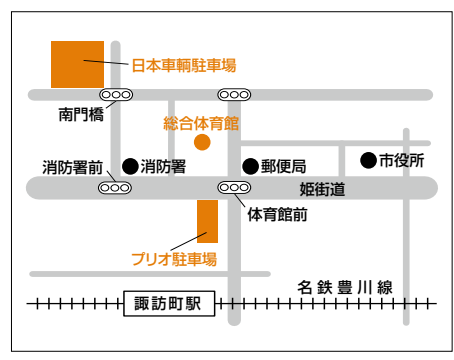 日本車輌駐車場
南門橋
総合体育館
消防署前
消防署
郵便局
市役所
姫街道
体育館前
プリオ駐車場
名鉄豊川線
諏訪町駅